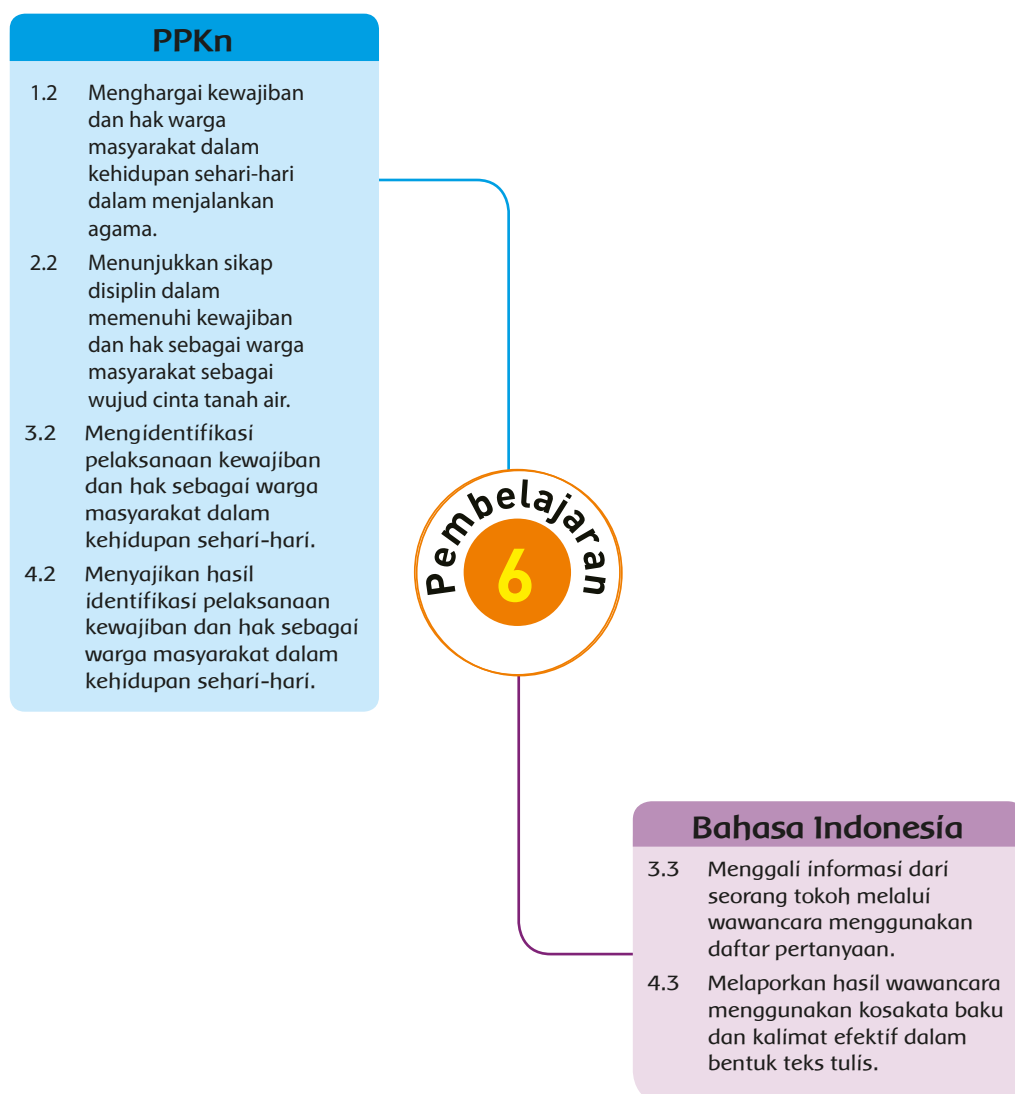 PPKn
1.2 Menghargai kewajiban
dan hak warga
masyarakat dalam
kehidupan sehari-hari
dalam menjalankan
agama.
2.2 Menunjukkan sikap
disiplin dalam
memenuhi kewajiban
dan hak sebagai warga
masyarakat sebagai
wujud cinta tanah air.
3.2 Mengidentifikasi
pelaksanaan kewajiban
dan hak sebagai warga
masyarakat dalam
kehidupan sehari-hari.
4.2 Menyajikan hasil
identifikasi pelaksanaan
kewajiban dan hak sebagai
warga masyarakat dalam
kehidupan sehari-hari.
Pembelajaran
6
Bahasa Indonesia
3.3 Menggali informasi dari
seorang tokoh melalui
wawancara menggunakan
daftar pertanyaan.
4.3 Melaporkan hasil wawancara
menggunakan kosakata baku
dan kalimat efektif dalam
bentuk teks tulis.